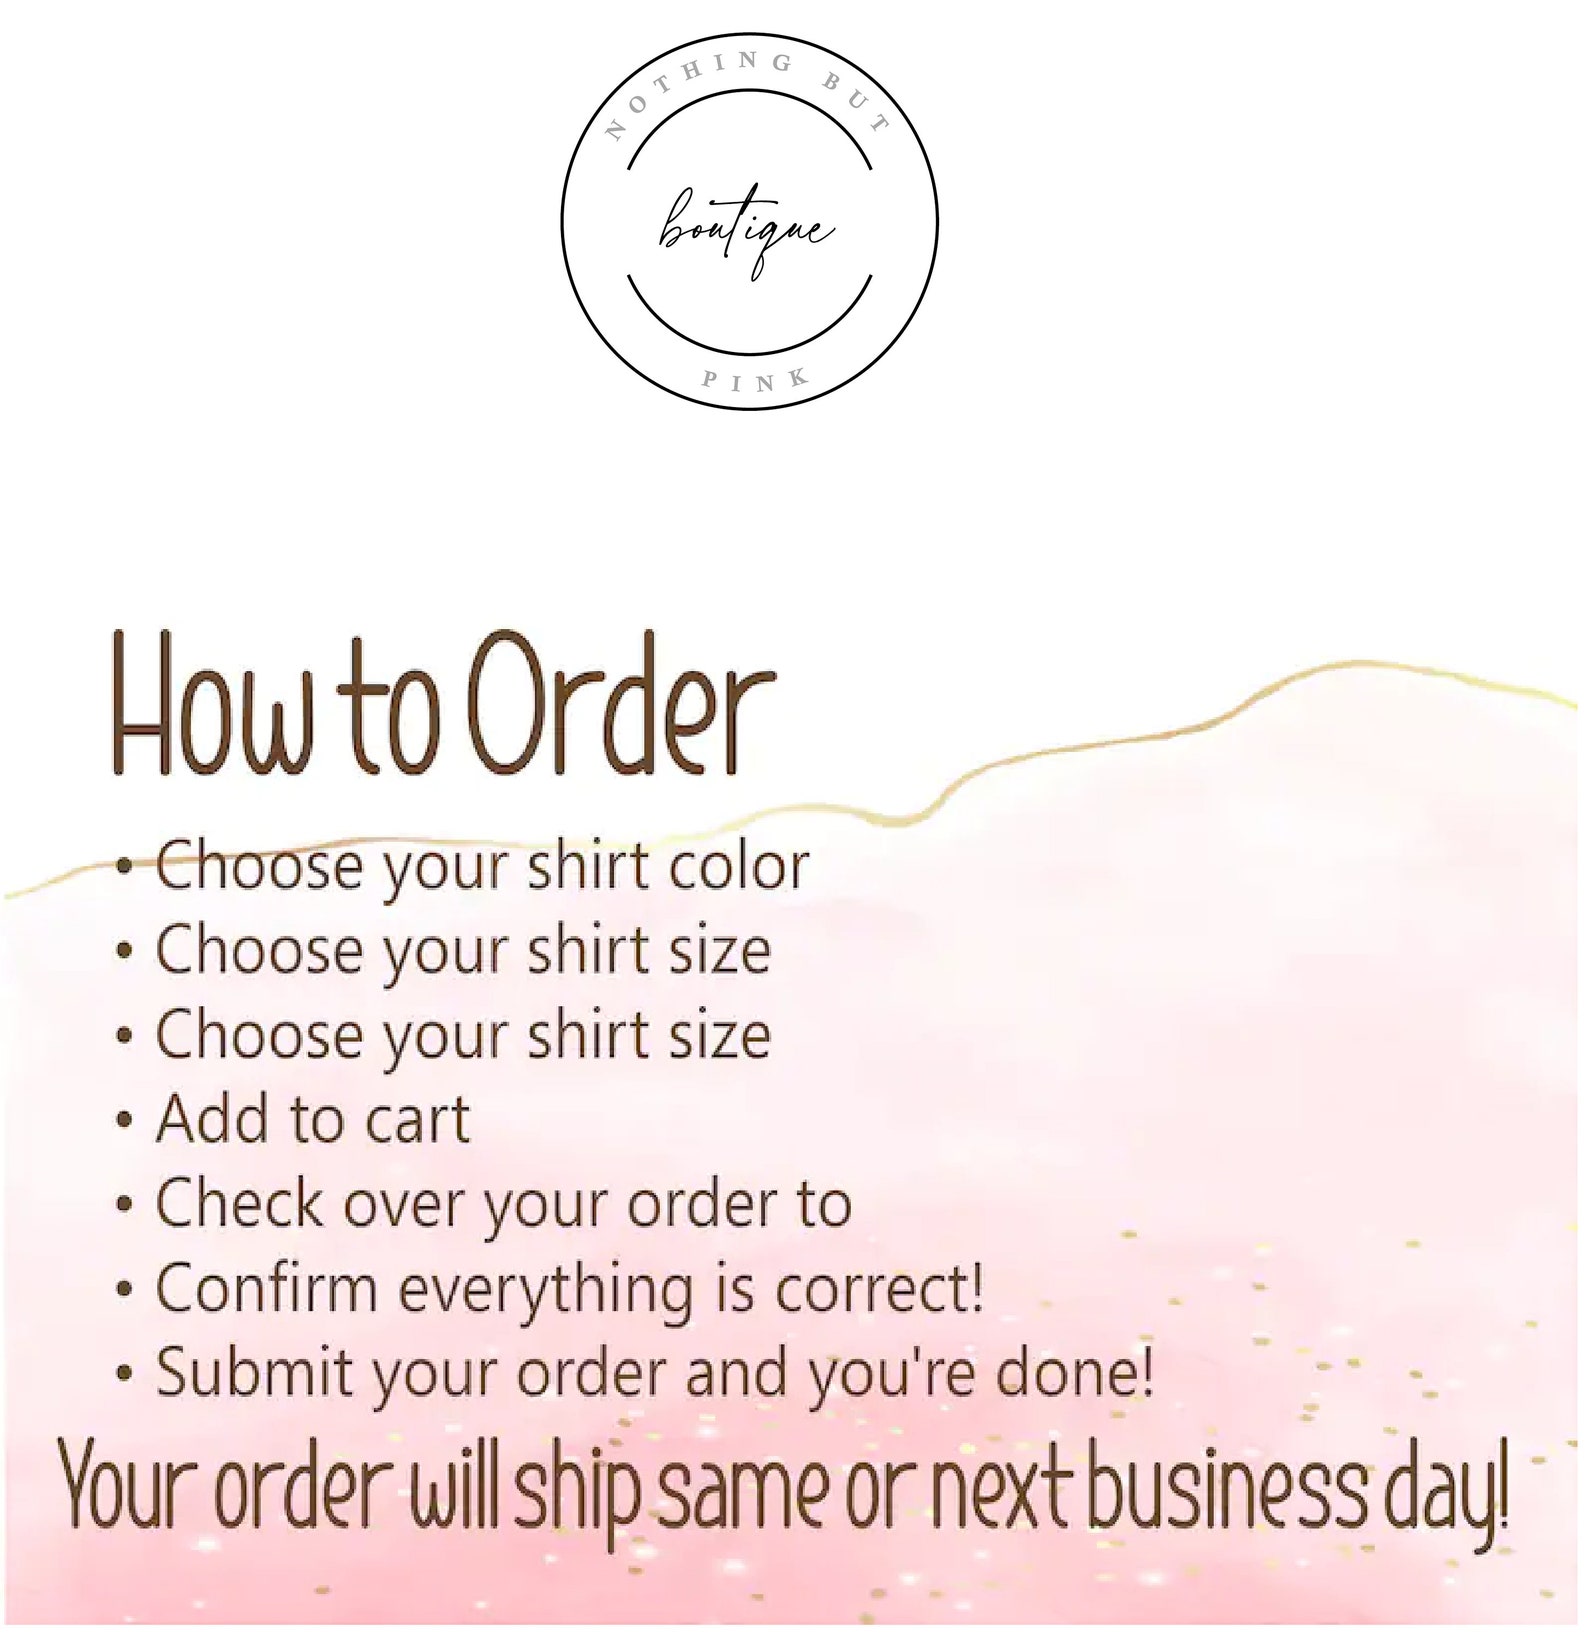 NOTHING BUT
boutique
PINK
How to Order
• Choose your shirt color
• Choose your shirt size
• Choose your shirt size
• Add to cart
• Check over your order to
• Confirm everything is correct!
• Submit your order and you're done!
Your order will ship same or next business day!